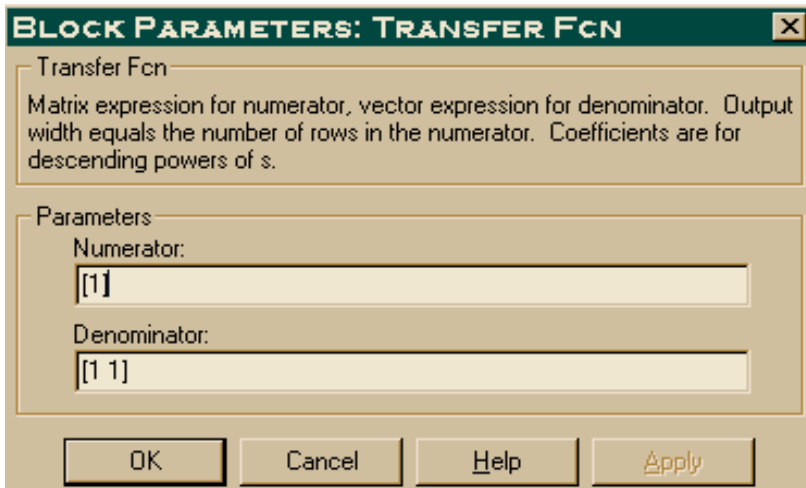 BLOCK PARAMETERS: TRANSFER FCN
Transfer Fcn
Matrix expression for numerator, vector expression for denominator.  Output
width equals the number of rows in the numerator.  Coefficients are for
descending powers of s.
Parameters
Numerator:
[1]
Denominator:
[1 1]
OK Cancel Help Apply